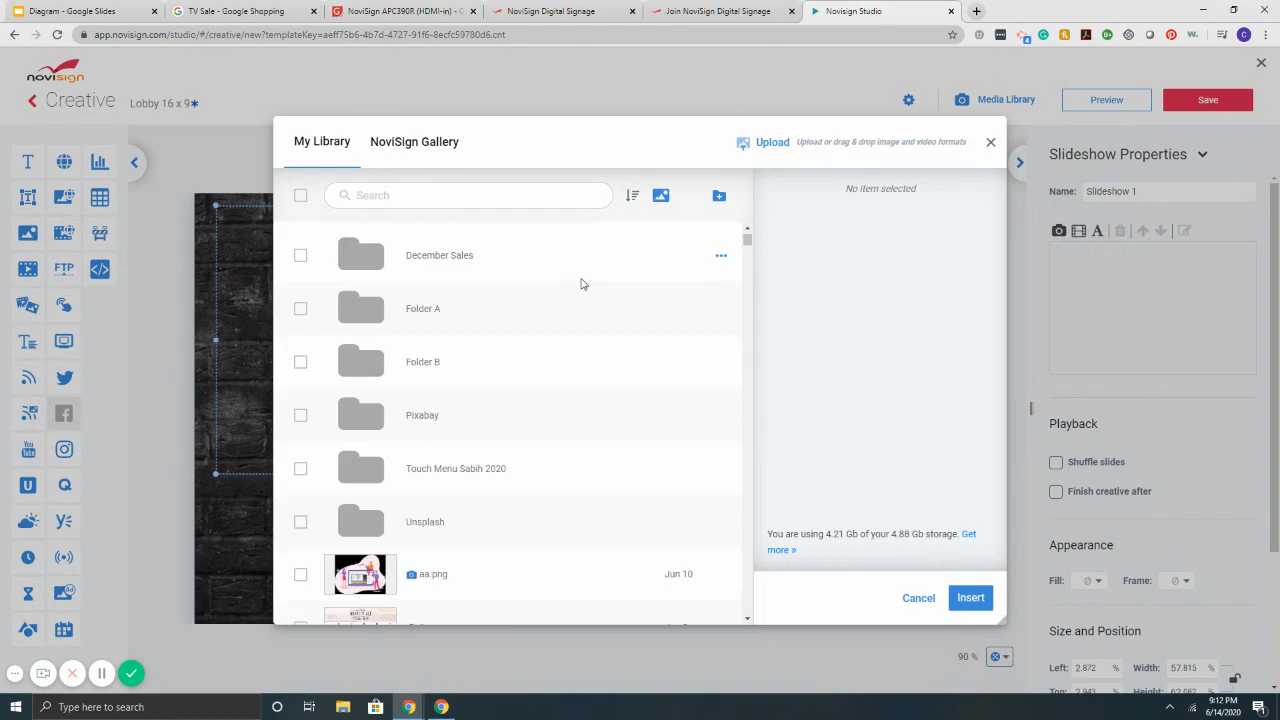 Diagram - Google Slides
TV Sale - Google Shopping
NoviSign APC390R (HDMI-in) - G
NoviSign Digital Signage
Join NoviSign Digital Signage
Novisign Studio
app.novisign.com/studio/#/creative/new?templatekey=aeff75b6-4b7d-4727-91f6-8ecfc59780d6.cnt
novisign
Creative Lobby 16 x 9*
Media Library
Preview
Save
My Library
NoviSign Gallery
Upload
Upload or drag & drop image and video formats
Search
No item selected
December Sales
Folder A
Folder B
Pixabay
Touch Menu Sabih 2020
Unsplash
aa.png
Jun 10
You are using 4.21 Gb of your 4.88 Gb storage. Get
more »
Cancel
Insert
Slideshow Properties
Name: Slideshow 1
Playback
Shuffle slides
Finish creative after
Appearance
Fill:
Frame:
Size and Position
Left: 2.872 % Width: 57.815 %
Top: 2.943 % Height: 62.082 %
90 %
Type here to search
9:12 PM
6/14/2020